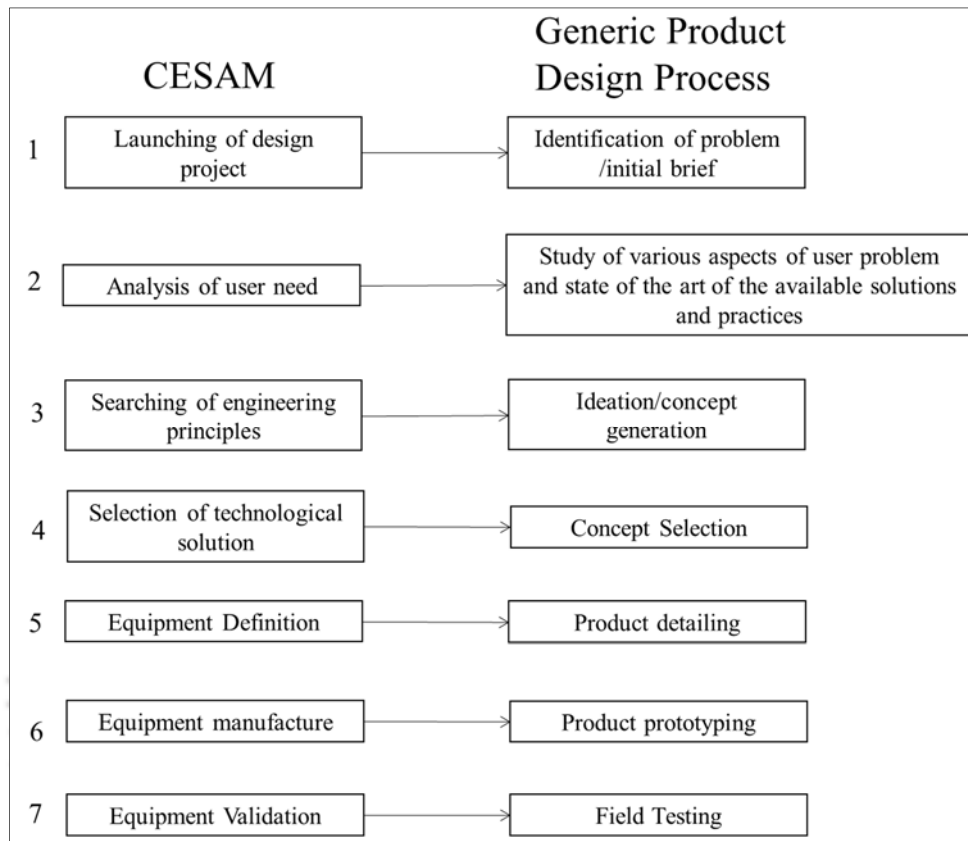 CESAM
Generic Product
Design Process
1
Launching of design
project
Identification of problem
/initial brief
2
Analysis of user need
Study of various aspects of user problem
and state of the art of the available solutions
and practices
3
Searching of engineering
principles
Ideation/concept
generation
4
Selection of technological
solution
Concept Selection
5
Equipment Definition
Product detailing
6
Equipment manufacture
Product prototyping
7
Equipment Validation
Field Testing